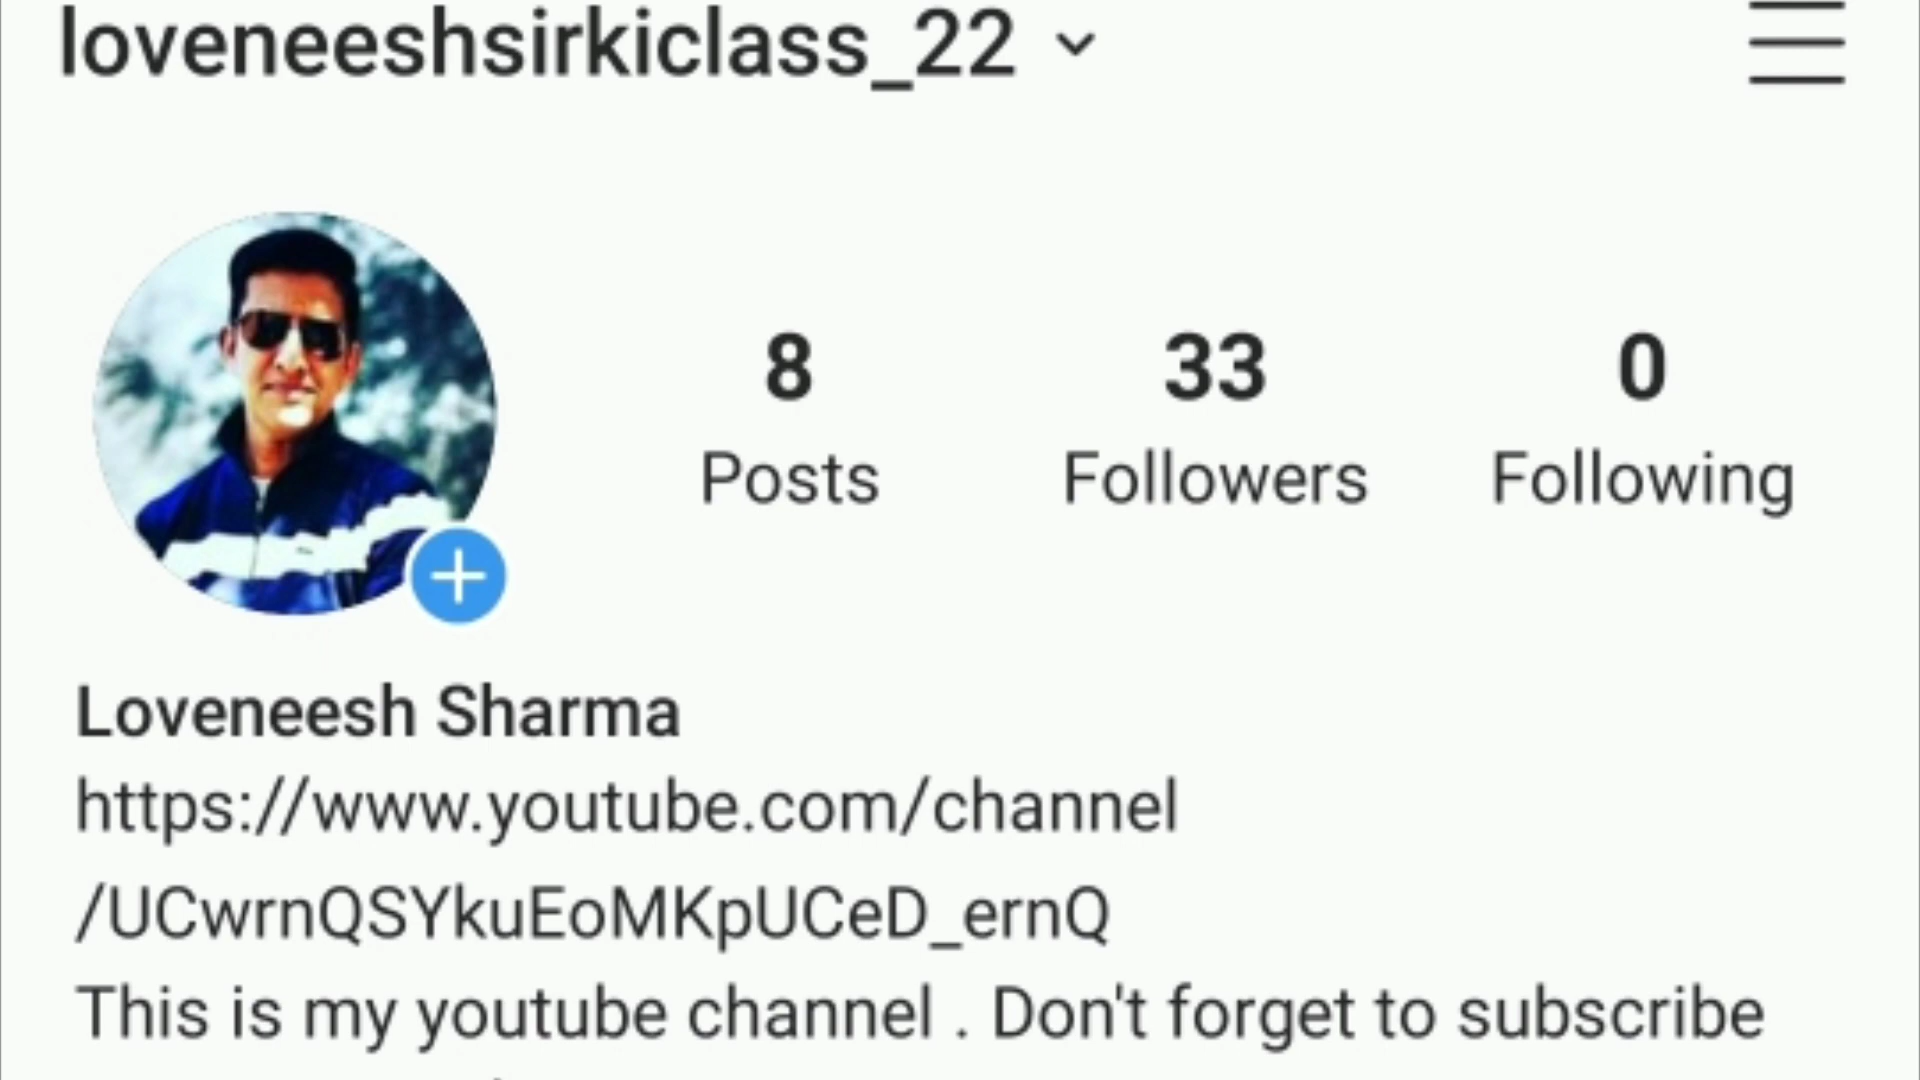 loveneeshsirkiclass_22
8 33 0
Posts Followers Following
Loveneesh Sharma
https://www.youtube.com/channel
/UCwrnQSYkuEoMKpUCeD_ernQ
This is my youtube channel . Don't forget to subscribe